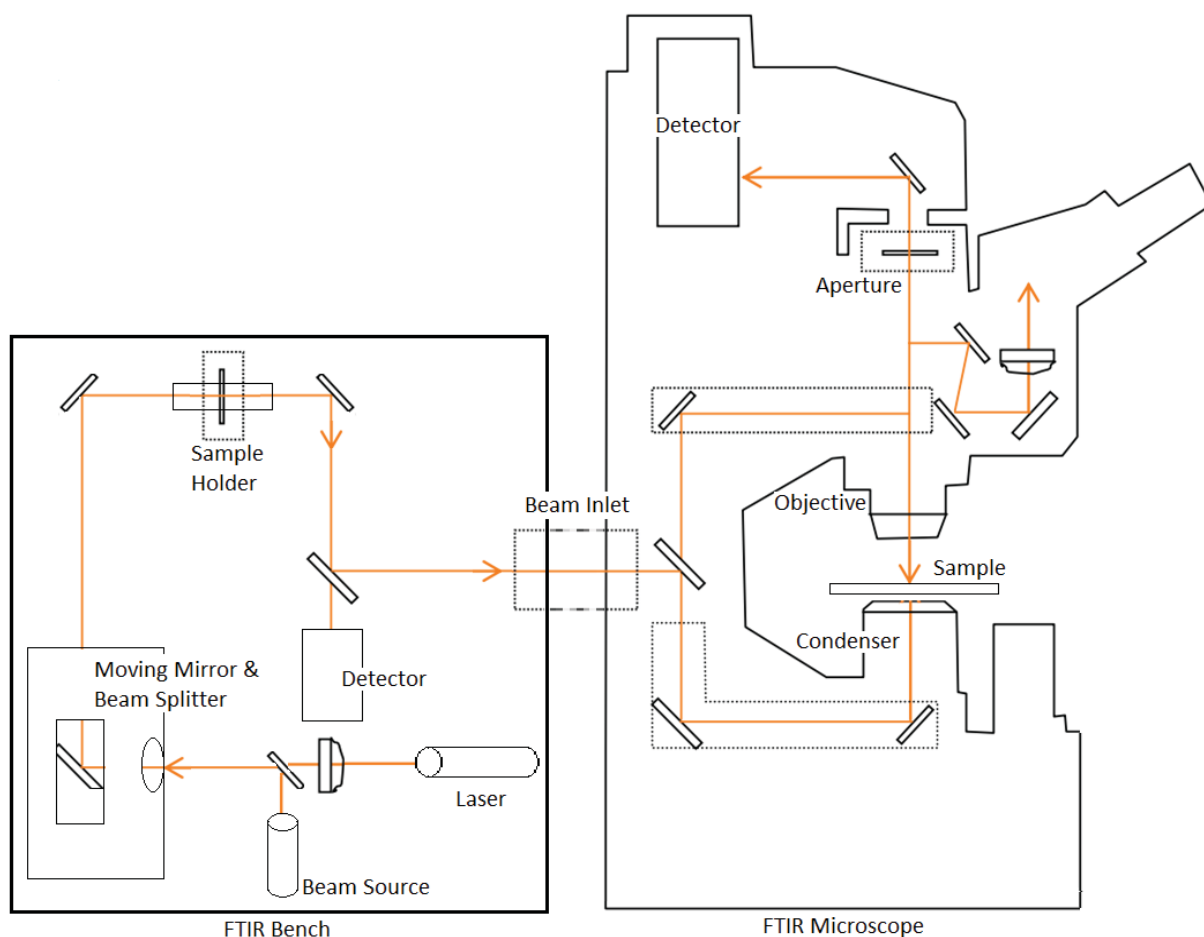 Detector
Aperture
Sample
Holder
Beam Inlet
Objective
Sample
Condenser
Moving Mirror &
Beam Splitter
Detector
Laser
Beam Source
FTIR Bench
FTIR Microscope